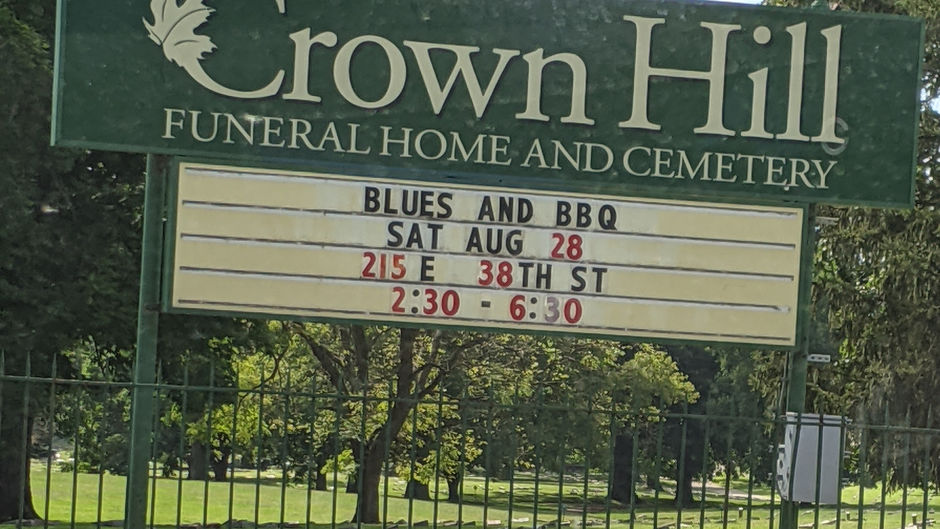 Crown Hill
FUNERAL HOME AND CEMETERY
BLUES AND BBQ
SAT AUG 28
215 E 38TH ST
2:30 - 6:30